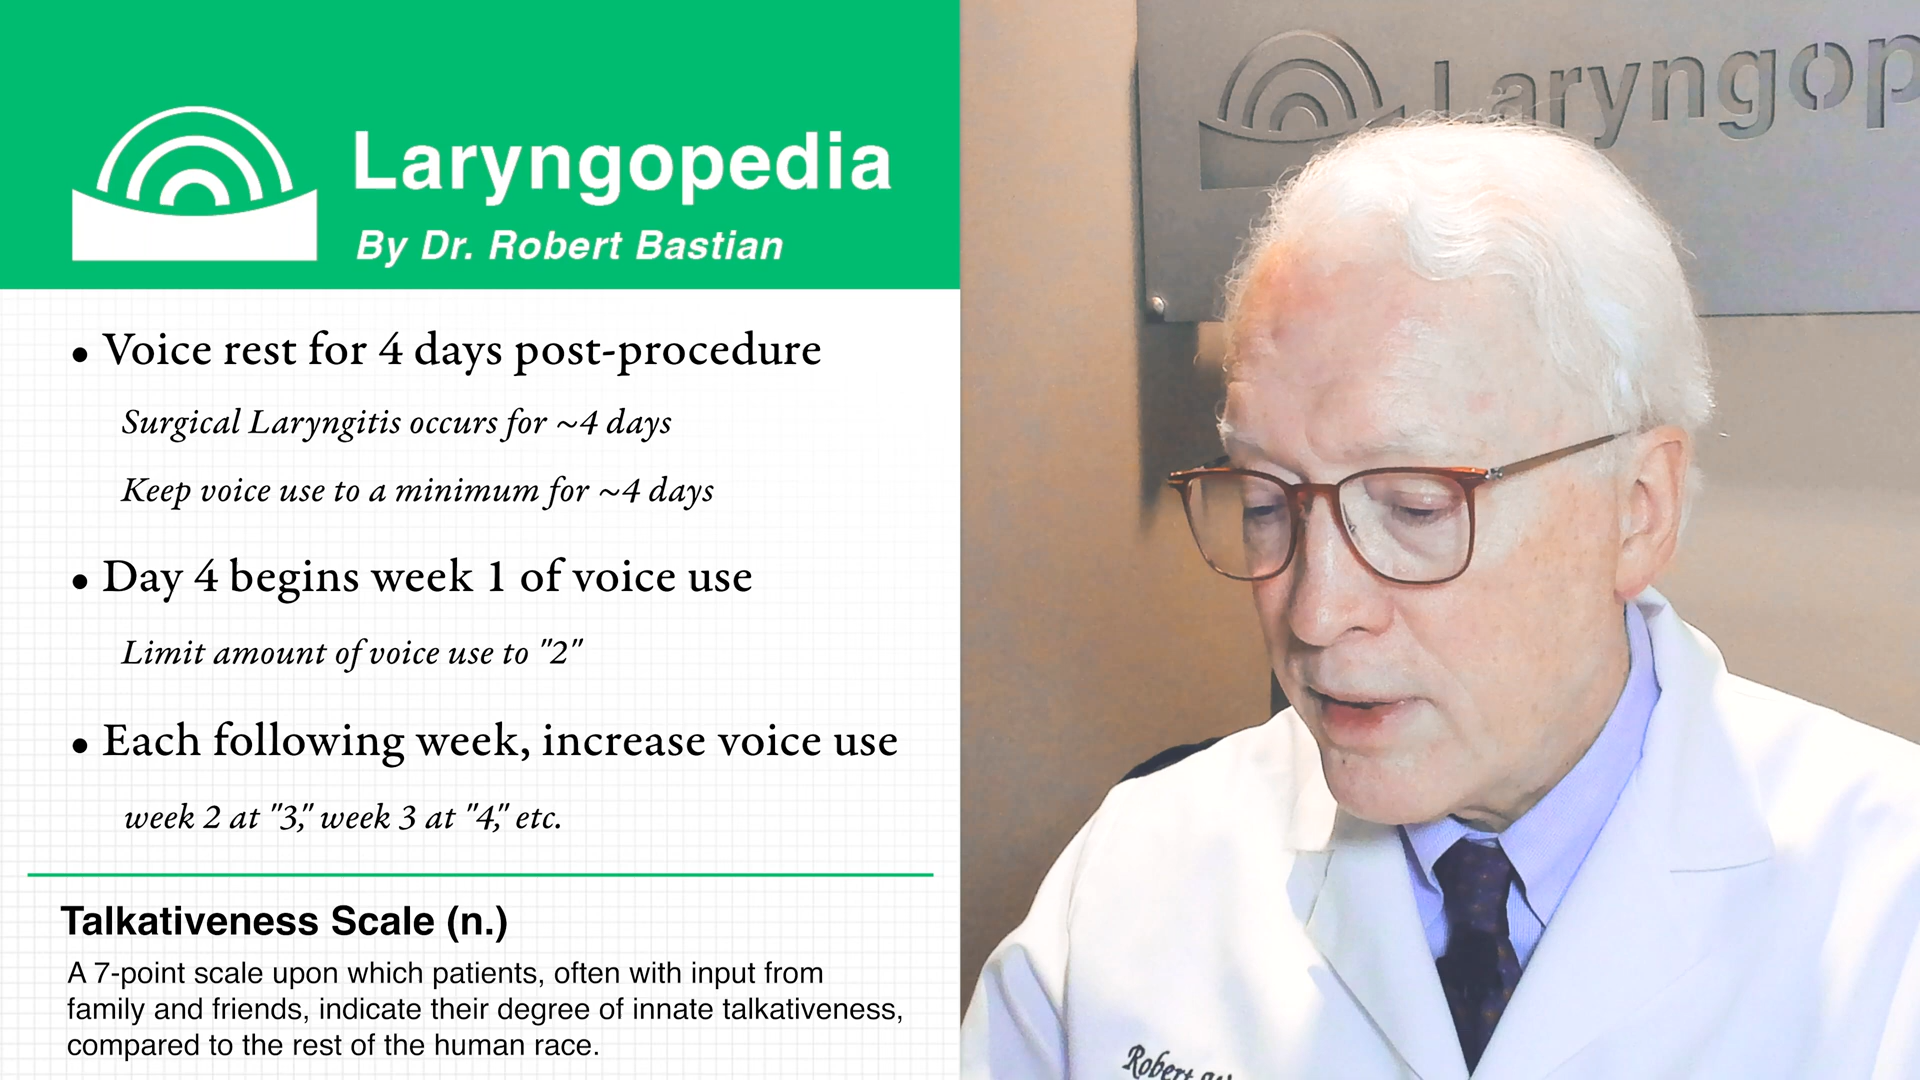 Laryngopedia
By Dr. Robert Bastian
• Voice rest for 4 days post-procedure
Surgical Laryngitis occurs for ~4 days
Keep voice use to a minimum for ~4 days
• Day 4 begins week 1 of voice use
Limit amount of voice use to "2"
• Each following week, increase voice use
week 2 at "3," week 3 at "4," etc.
Talkativeness Scale (n.)
A 7-point scale upon which patients, often with input from
family and friends, indicate their degree of innate talkativeness,
compared to the rest of the human race.
Laryngop
Robert